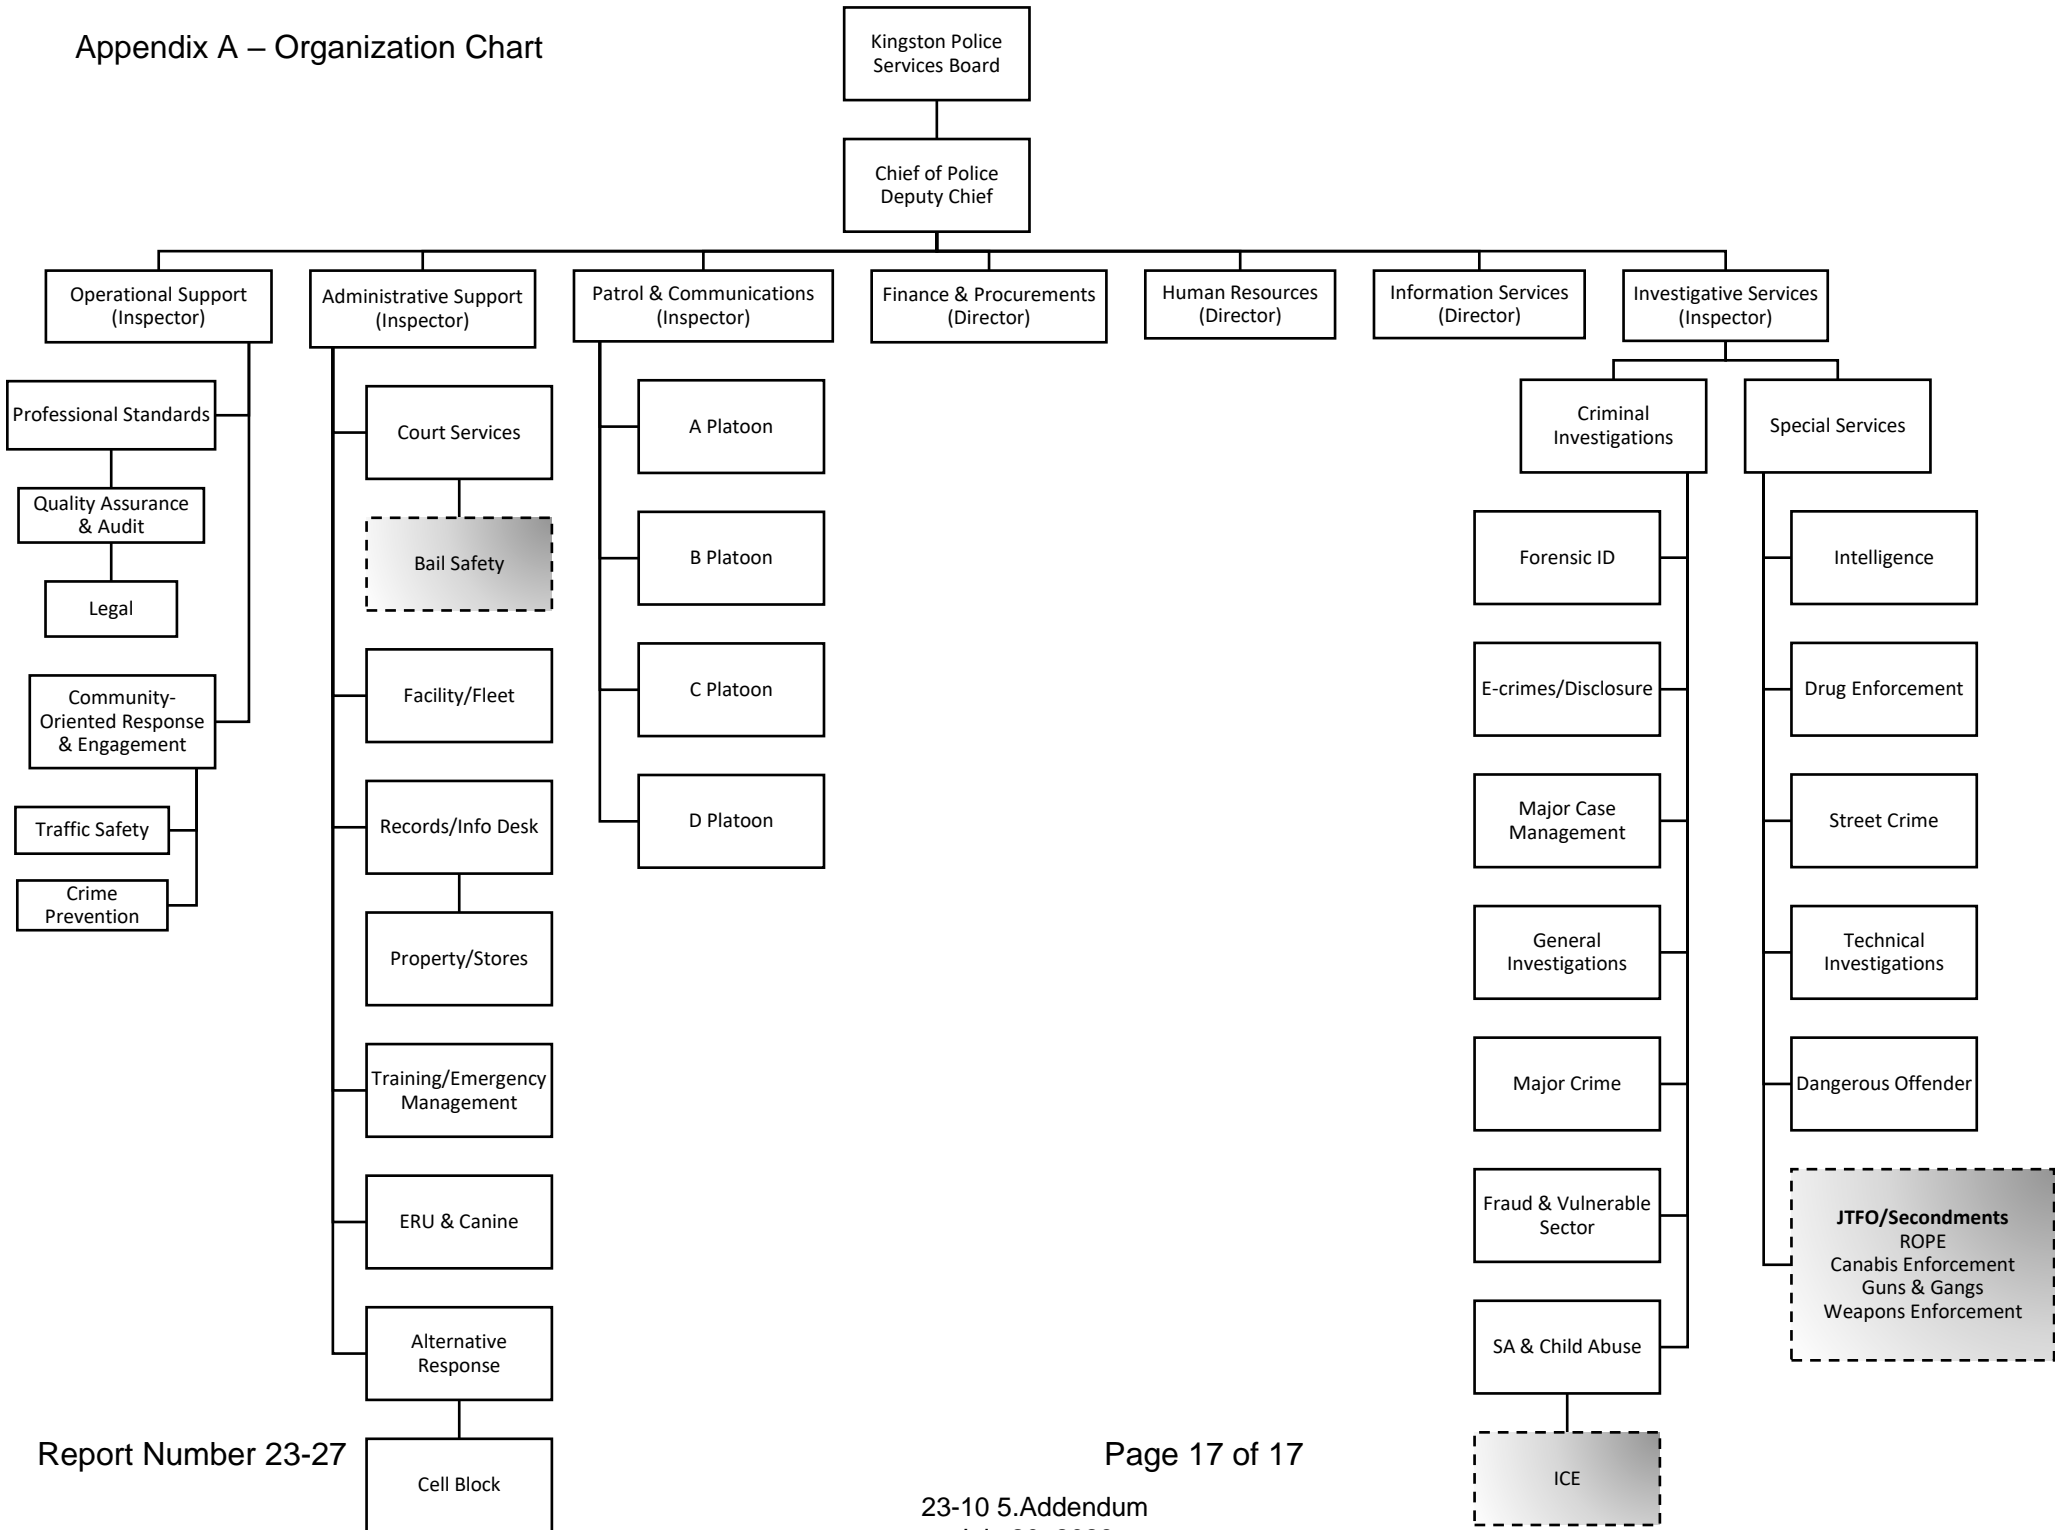 Appendix A – Organization Chart
Kingston Police
Services Board
Chief of Police
Deputy Chief
Operational Support
(Inspector)
Administrative Support
(Inspector)
Patrol & Communications
(Inspector)
Finance & Procurements
(Director)
Human Resources
(Director)
Information Services
(Director)
Investigative Services
(Inspector)
Professional Standards
Quality Assurance
& Audit
Legal
Community-
Oriented Response
& Engagement
Traffic Safety
Crime
Prevention
Court Services
Bail Safety
Facility/Fleet
Records/Info Desk
Property/Stores
Training/Emergency
Management
ERU & Canine
Alternative
Response
Cell Block
A Platoon
B Platoon
C Platoon
D Platoon
Criminal
Investigations
Forensic ID
E-crimes/Disclosure
Major Case
Management
General
Investigations
Major Crime
Fraud & Vulnerable
Sector
SA & Child Abuse
ICE
Special Services
Intelligence
Drug Enforcement
Street Crime
Technical
Investigations
Dangerous Offender
JTFO/Secondments
ROPE
Canabis Enforcement
Guns & Gangs
Weapons Enforcement
Report Number 23-27
Page 17 of 17
23-10 5.Addendum